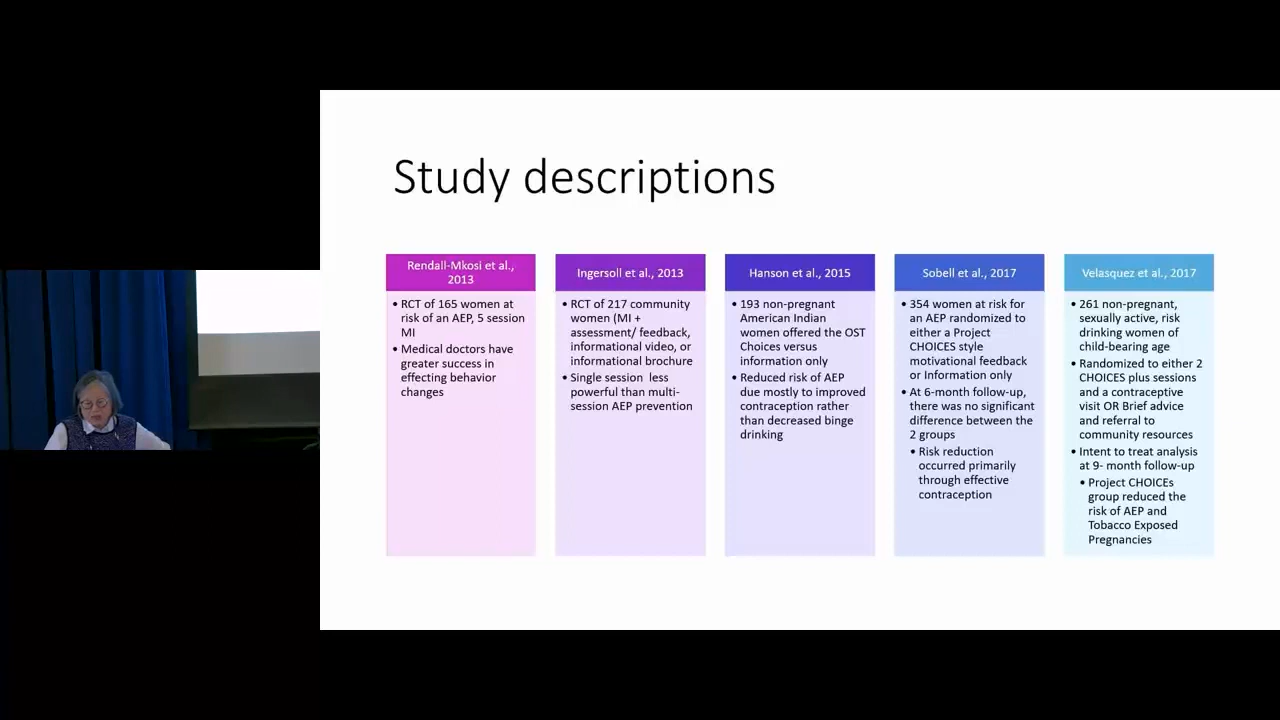 Study descriptions
Rendall-Mkosi et al.,
2013
• RCT of 165 women at
risk of an AEP, 5 session
MI
• Medical doctors have
greater success in
effecting behavior
changes
Ingersoll et al., 2013
• RCT of 217 community
women (MI +
assessment/ feedback,
informational video, or
informational brochure
• Single session less
powerful than multi-
session AEP prevention
Hanson et al., 2015
• 193 non-pregnant
American Indian
women offered the OST
Choices versus
information only
• Reduced risk of AEP
due mostly to improved
contraception rather
than decreased binge
drinking
Sobell et al., 2017
• 354 women at risk for
an AEP randomized to
either a Project
CHOICES style
motivational feedback
or Information only
• At 6-month follow-up,
there was no significant
difference between the
2 groups
• Risk reduction
occurred primarily
through effective
contraception
Velasquez et al., 2017
• 261 non-pregnant,
sexually active, risk
drinking women of
child-bearing age
• Randomized to either 2
CHOICES plus sessions
and a contraceptive
visit OR Brief advice
and referral to
community resources
• Intent to treat analysis
at 9- month follow-up
• Project CHOICEs
group reduced the
risk of AEP and
Tobacco Exposed
Pregnancies